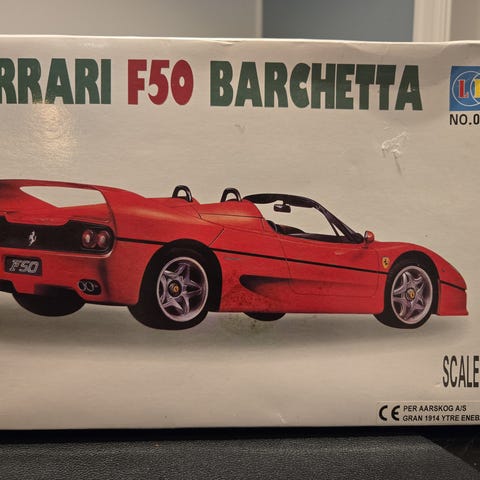 RRARI F50 BARCHETTA
L
NO.0
F50
SCALE
CE PER AARSKOG A/S
GRAN 1914 YTRE ENEB